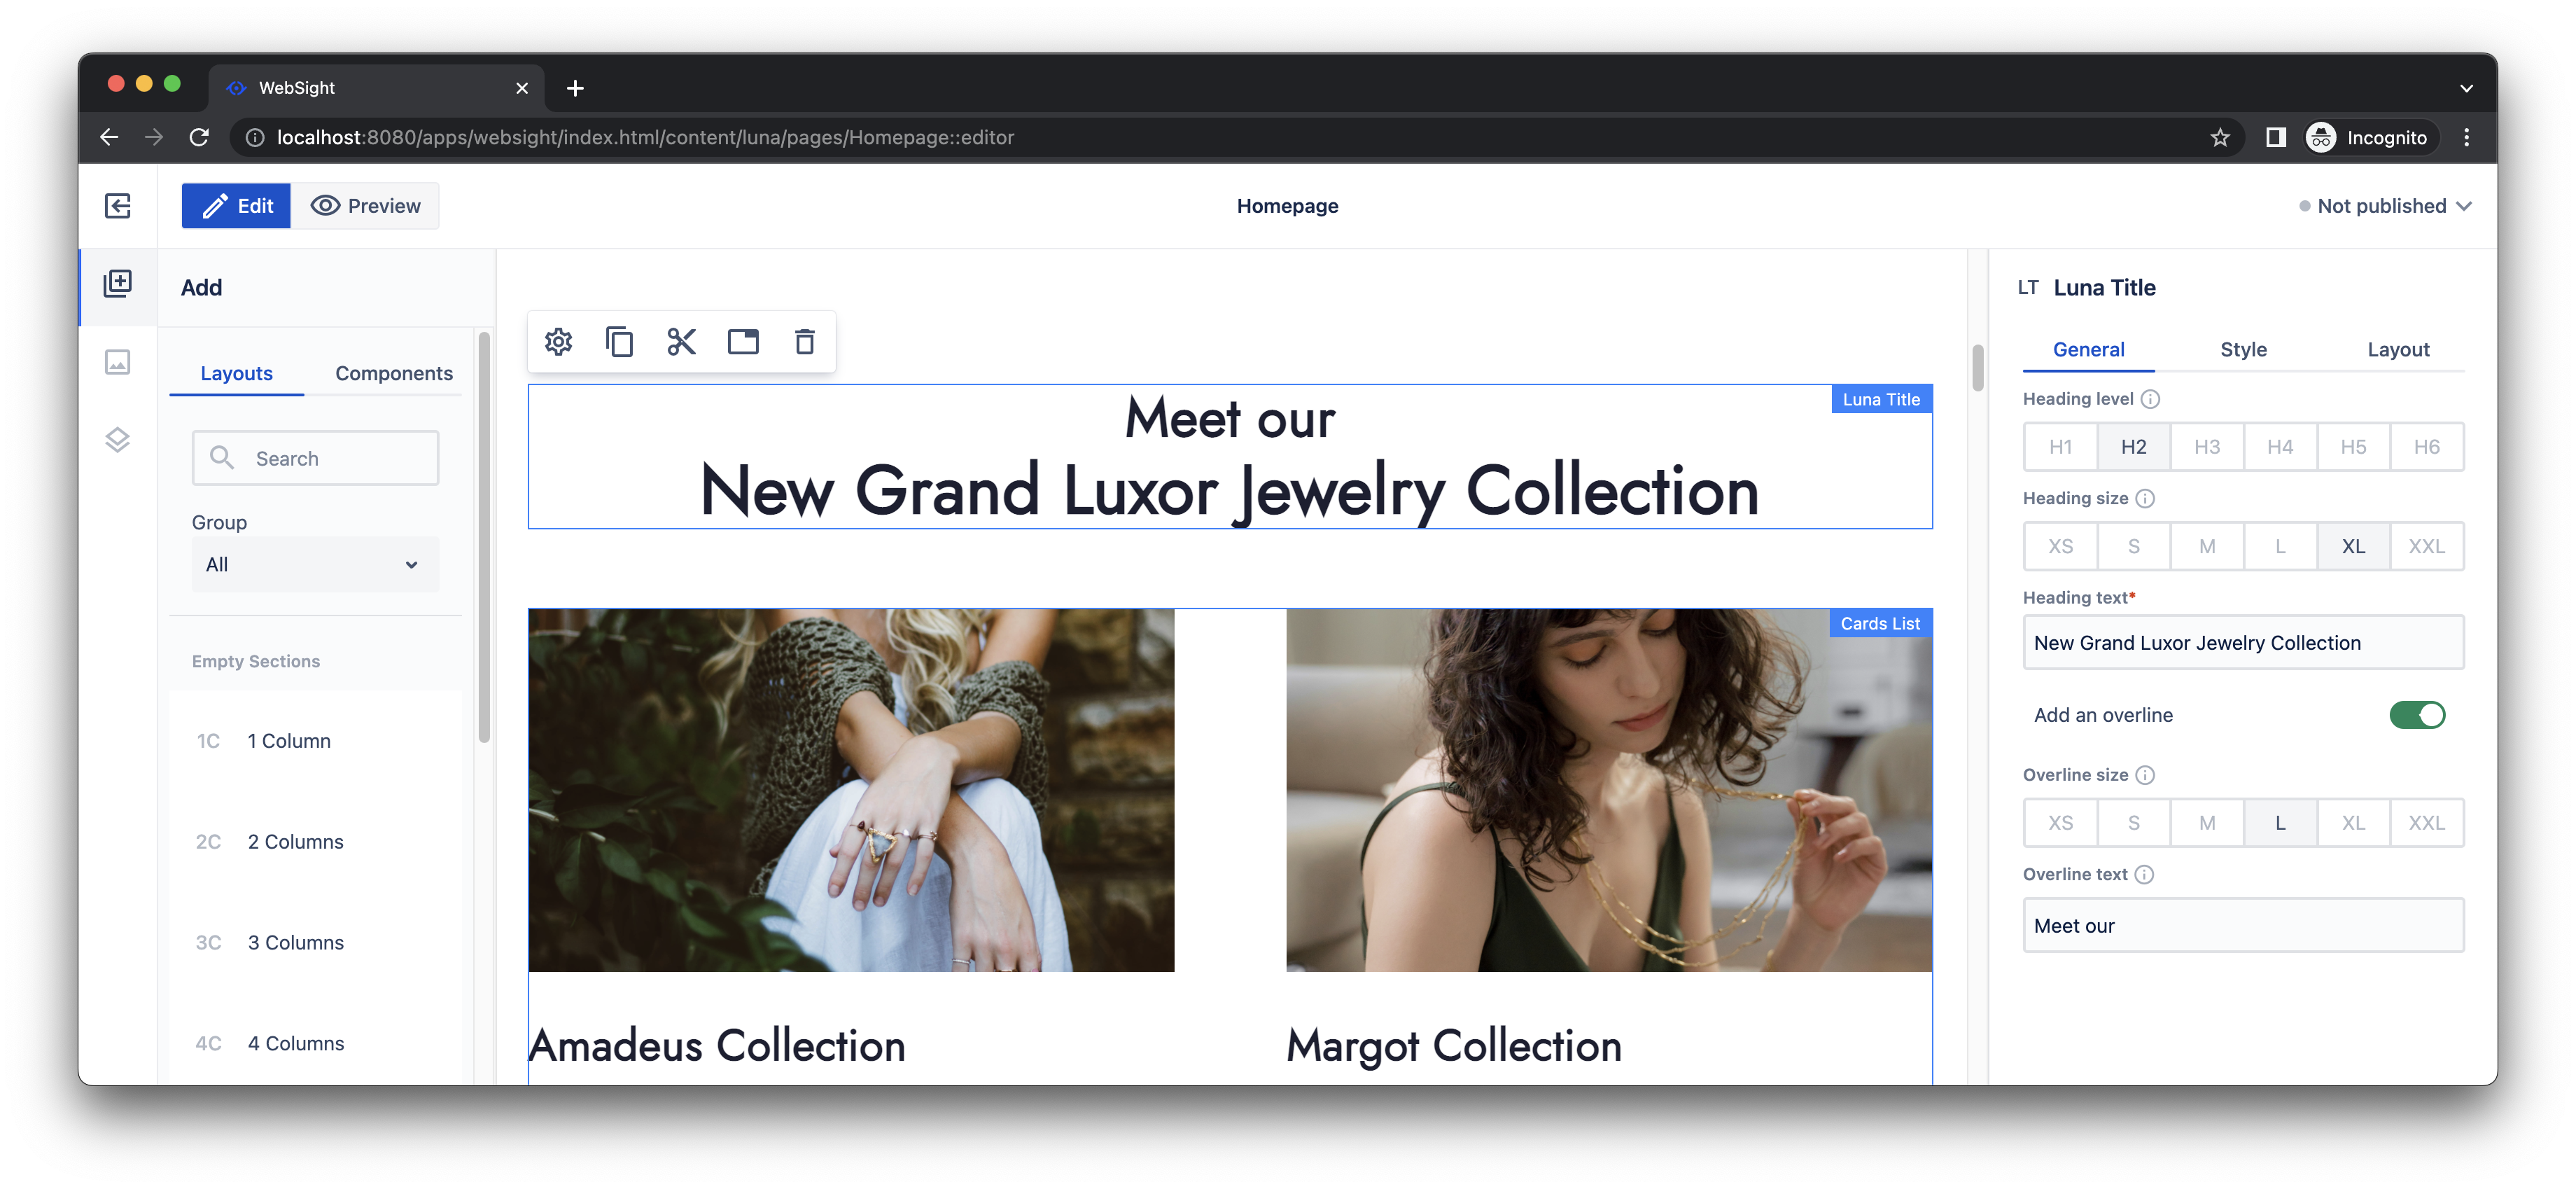 WebSight
localhost:8080/apps/websight/index.html/content/luna/pages/Homepage::editor
Incognito
Edit
Preview
Homepage
Not published
Add
Layouts
Components
Search
Group
All
Empty Sections
1C 1 Column
2C 2 Columns
3C 3 Columns
4C 4 Columns
Luna Title
Meet our
New Grand Luxor Jewelry Collection
Cards List
Amadeus Collection
Margot Collection
LT Luna Title
General
Style
Layout
Heading level
H1 H2 H3 H4 H5 H6
Heading size
XS S M L XL XXL
Heading text*
New Grand Luxor Jewelry Collection
Add an overline
Overline size
XS S M L XL XXL
Overline text
Meet our